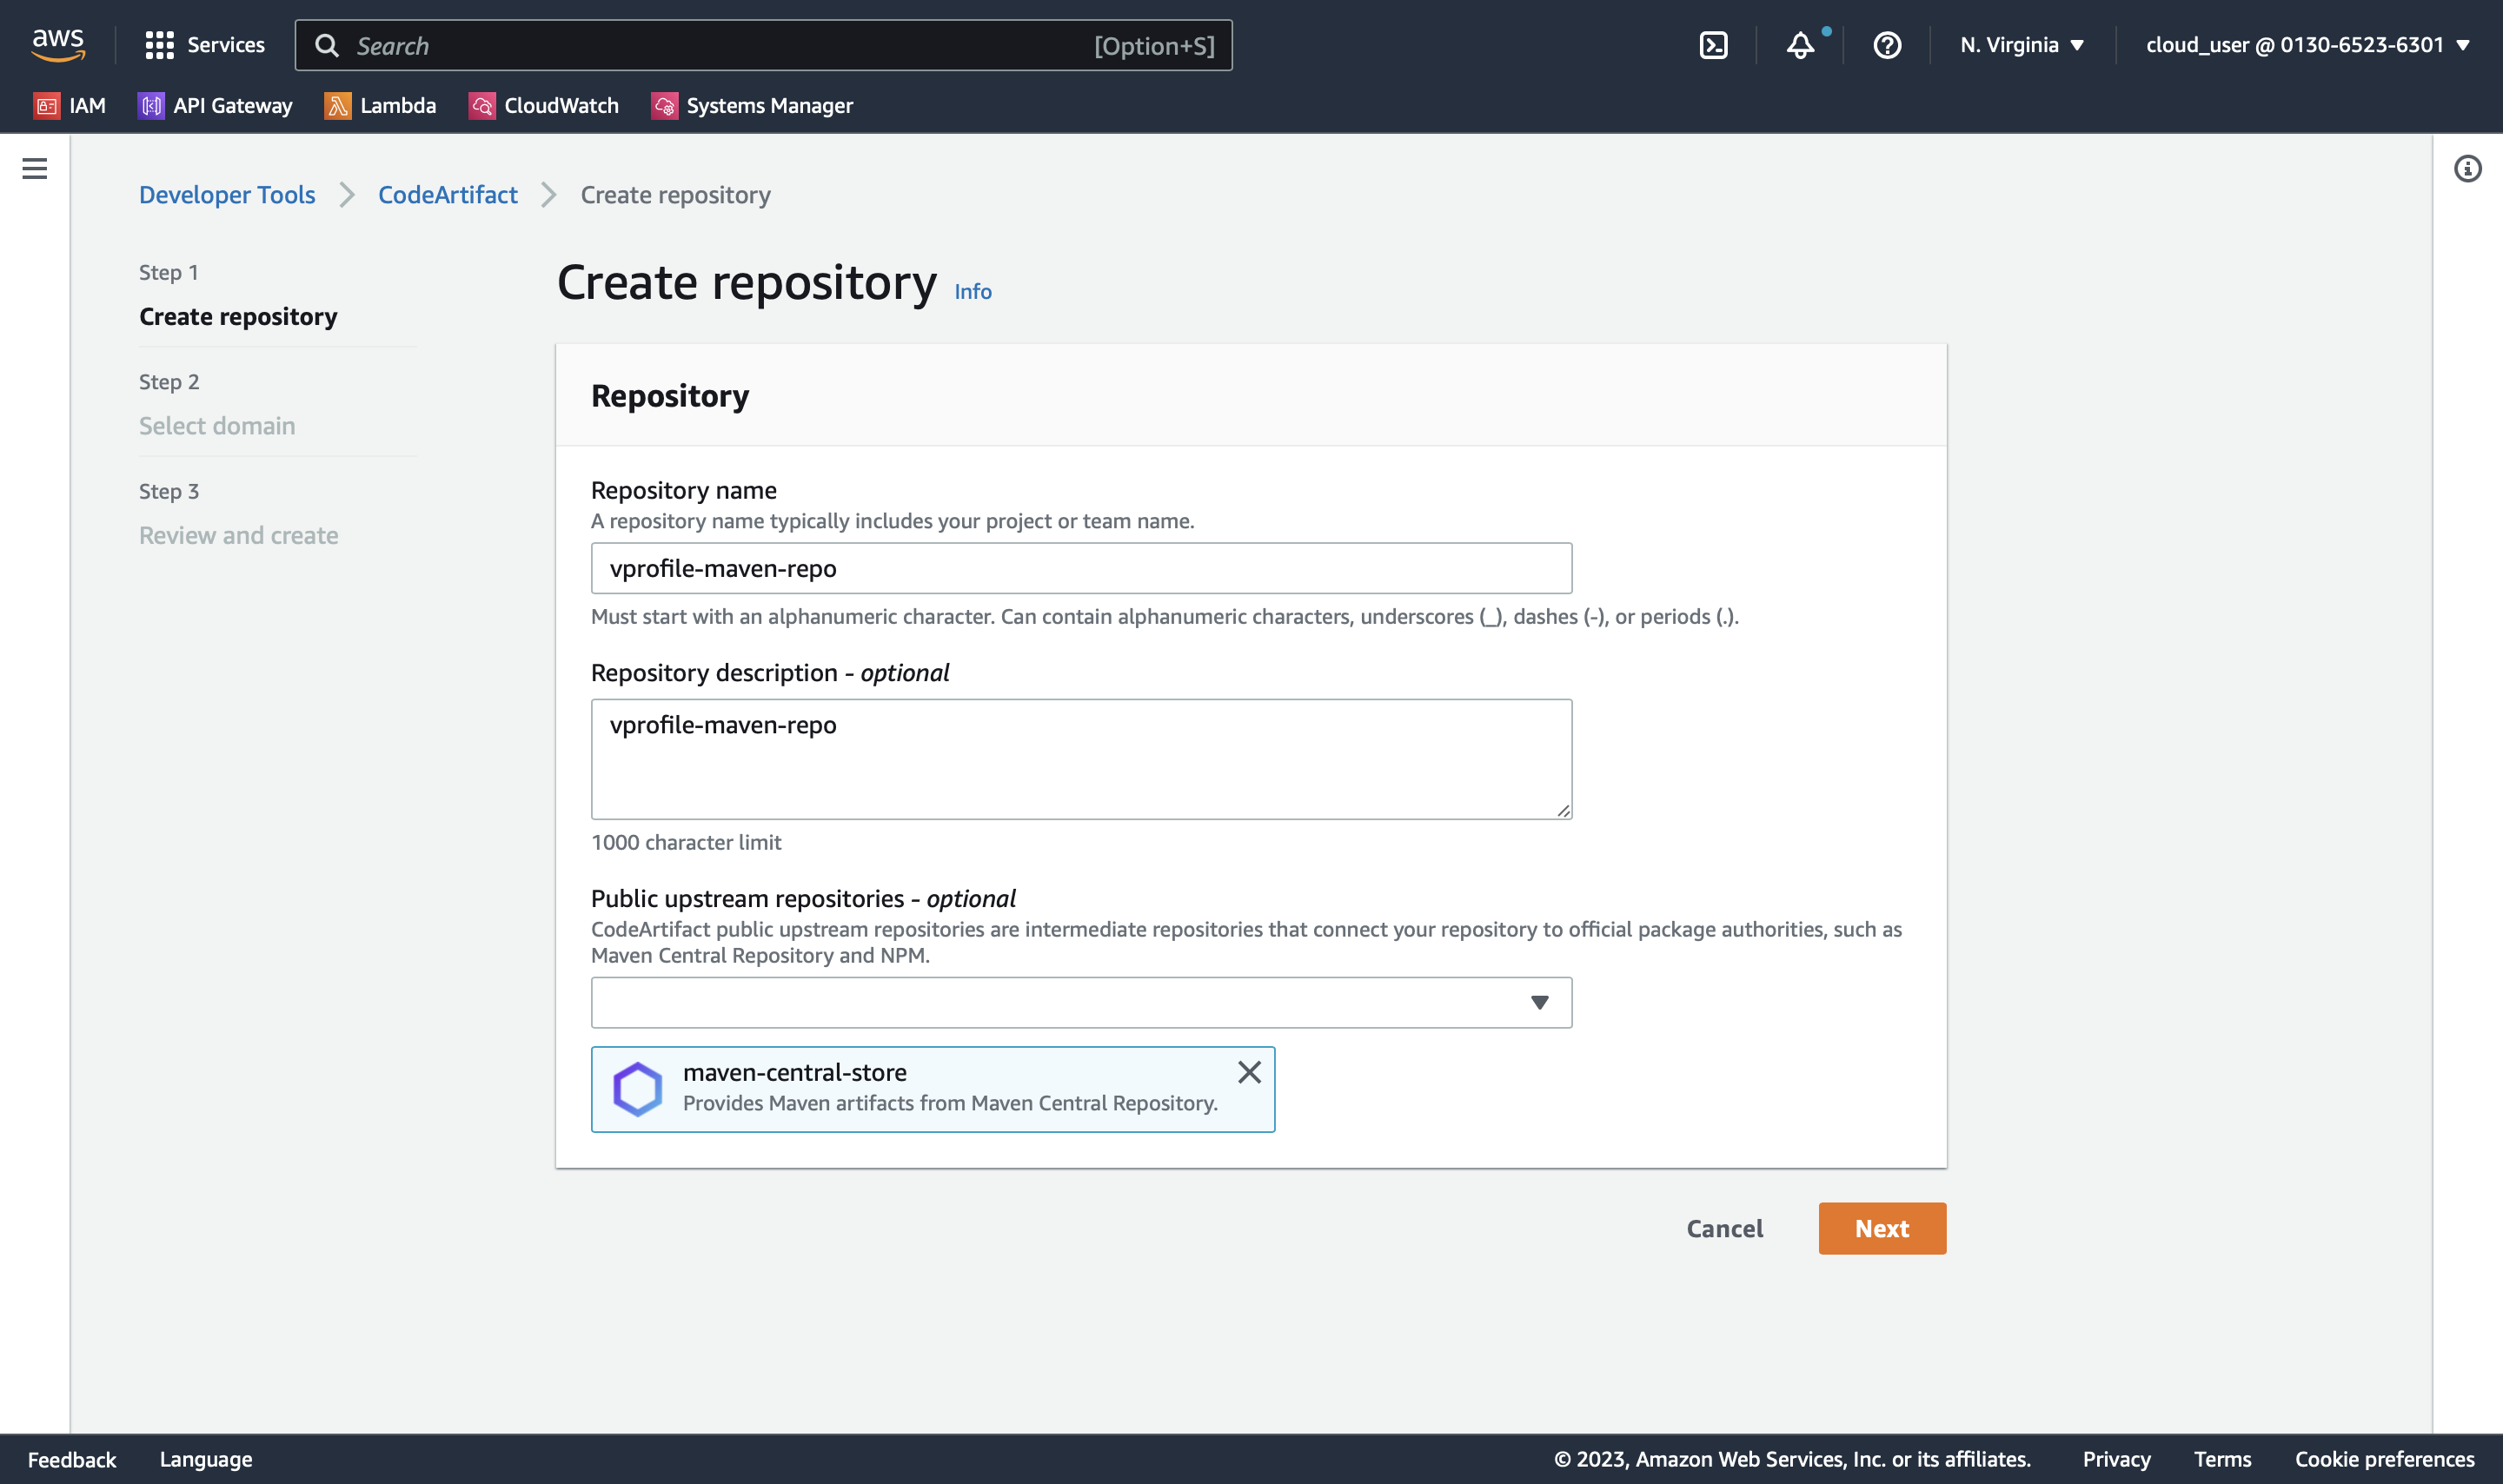 aws
Services
Search
[Option+S]
N. Virginia
cloud_user @ 0130-6523-6301
IAM
API Gateway
Lambda
CloudWatch
Systems Manager
Developer Tools
CodeArtifact
Create repository
Step 1
Create repository
Step 2
Select domain
Step 3
Review and create
Create repository
Info
Repository
Repository name
A repository name typically includes your project or team name.
vprofile-maven-repo
Must start with an alphanumeric character. Can contain alphanumeric characters, underscores (_), dashes (-), or periods (.).
Repository description - optional
vprofile-maven-repo
1000 character limit
Public upstream repositories - optional
CodeArtifact public upstream repositories are intermediate repositories that connect your repository to official package authorities, such as
Maven Central Repository and NPM.
maven-central-store
Provides Maven artifacts from Maven Central Repository.
Cancel
Next
Feedback
Language
© 2023, Amazon Web Services, Inc. or its affiliates.
Privacy
Terms
Cookie preferences